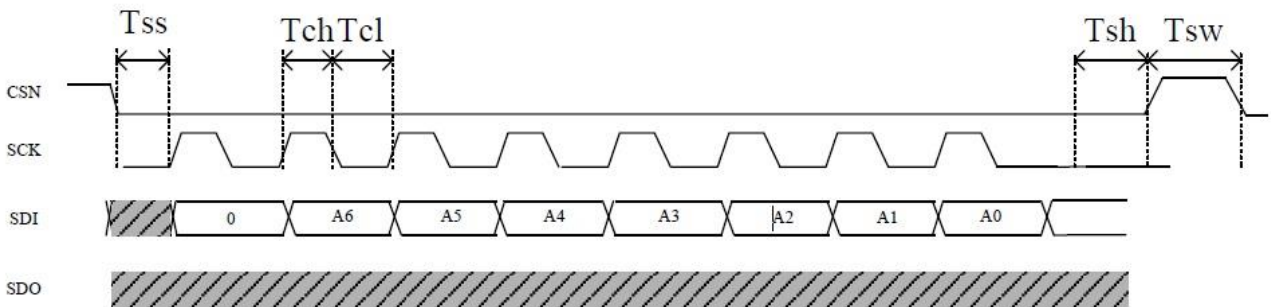 Tss TchTcl Tsh Tsw
CSN
SCK
SDI 0 A6 A5 A4 A3 A2 A1 A0
SDO